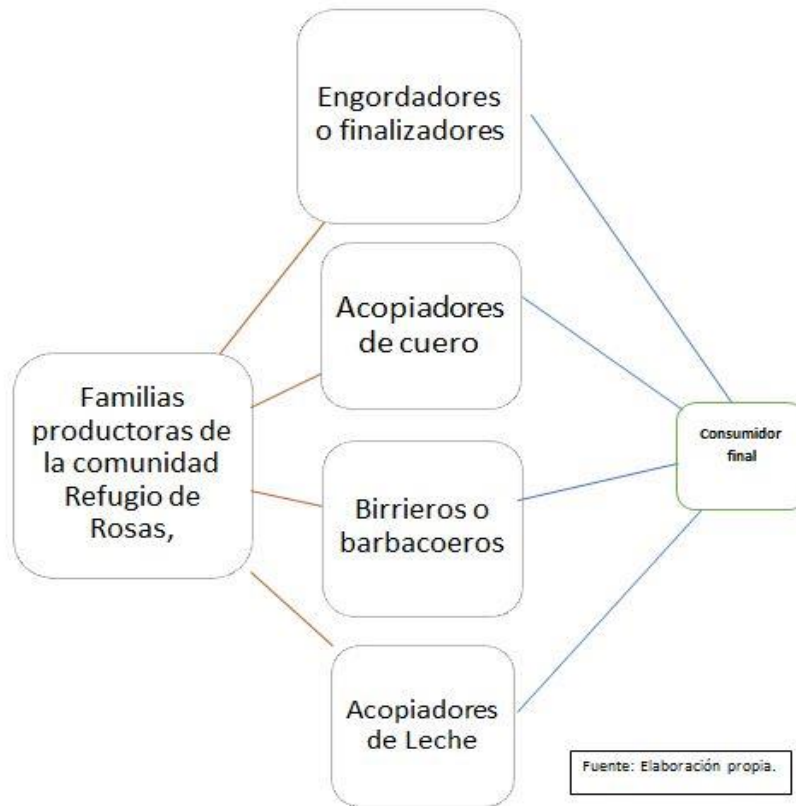 Engordadores
o finalizadores
Acopiadores
de cuero
Familias
productoras de
la comunidad
Refugio de
Rosas,
Consumidor
final
Birrieros o
barbacoeros
Acopiadores
de Leche
Fuente: Elaboración propia.